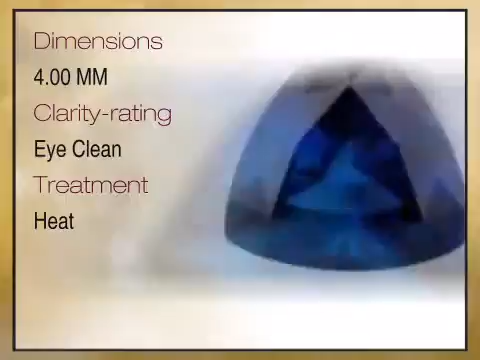 Dimensions
4.00 MM
Clarity-rating
Eye Clean
Treatment
Heat